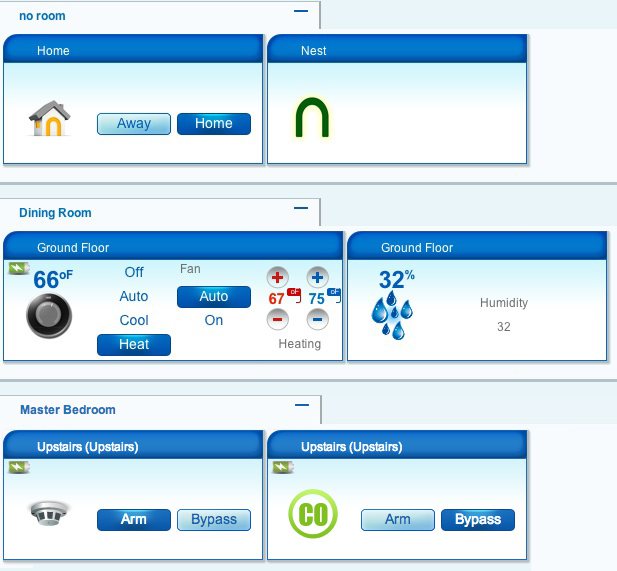 no room
Home
Nest
Away
Home
Dining Room
Ground Floor
66°F
Off
Auto
Cool
Heat
Fan
Auto
On
67 °F
75 °F
Heating
Ground Floor
32%
Humidity
32
Master Bedroom
Upstairs (Upstairs)
Arm
Bypass
Upstairs (Upstairs)
CO
Arm
Bypass